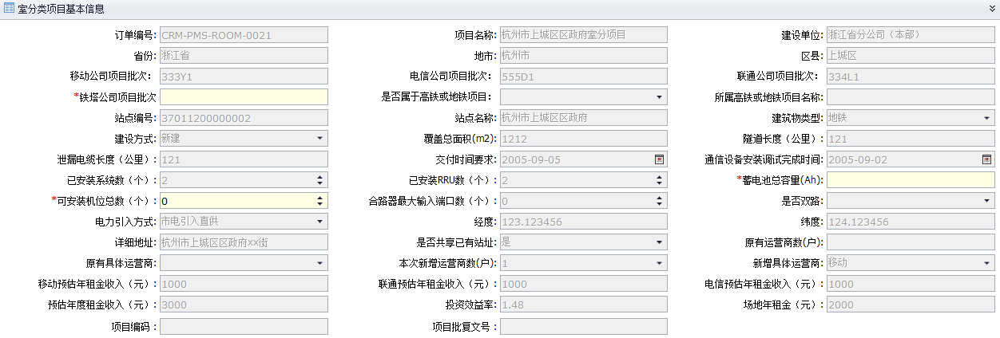 室分类项目基本信息
订单编号: CRM-PMS-ROOM-0021 项目名称: 杭州市上城区区政府室分项目 建设单位: 浙江省分公司（本部）
省份: 浙江省 地市: 杭州市 区县: 上城区
移动公司项目批次: 333Y1 电信公司项目批次: 555D1 联通公司项目批次: 334L1
*铁塔公司项目批次 是否属于高铁或地铁项目: 所属高铁或地铁项目名称:
站点编号: 37011200000002 站点名称: 杭州市上城区区政府 建筑物类型: 地铁
建设方式: 新建 覆盖总面积(m2): 1212 隧道长度（公里）: 121
泄漏电缆长度（公里）: 121 交付时间要求: 2005-09-05 通信设备安装调试完成时间: 2005-09-02
已安装系统数（个）: 2 已安装RRU数（个）: 2 *蓄电池总容量(Ah):
*可安装机位总数（个）: 0 合路器最大输入端口数（个）: 0 是否双路:
电力引入方式: 市电引入直供 经度: 123.123456 纬度: 124.123456
详细地址: 杭州市上城区区政府xx街 是否共享已有站址: 是 原有运营商数(户):
原有具体运营商: 本次新增运营商数(户): 1 新增具体运营商: 移动
移动预估年租金收入（元）: 1000 联通预估年租金收入（元）: 1000 电信预估年租金收入（元）: 1000
预估年度租金收入（元）: 3000 投资效益率: 1.48 场地年租金（元）: 2000
项目编码: 项目批复文号: